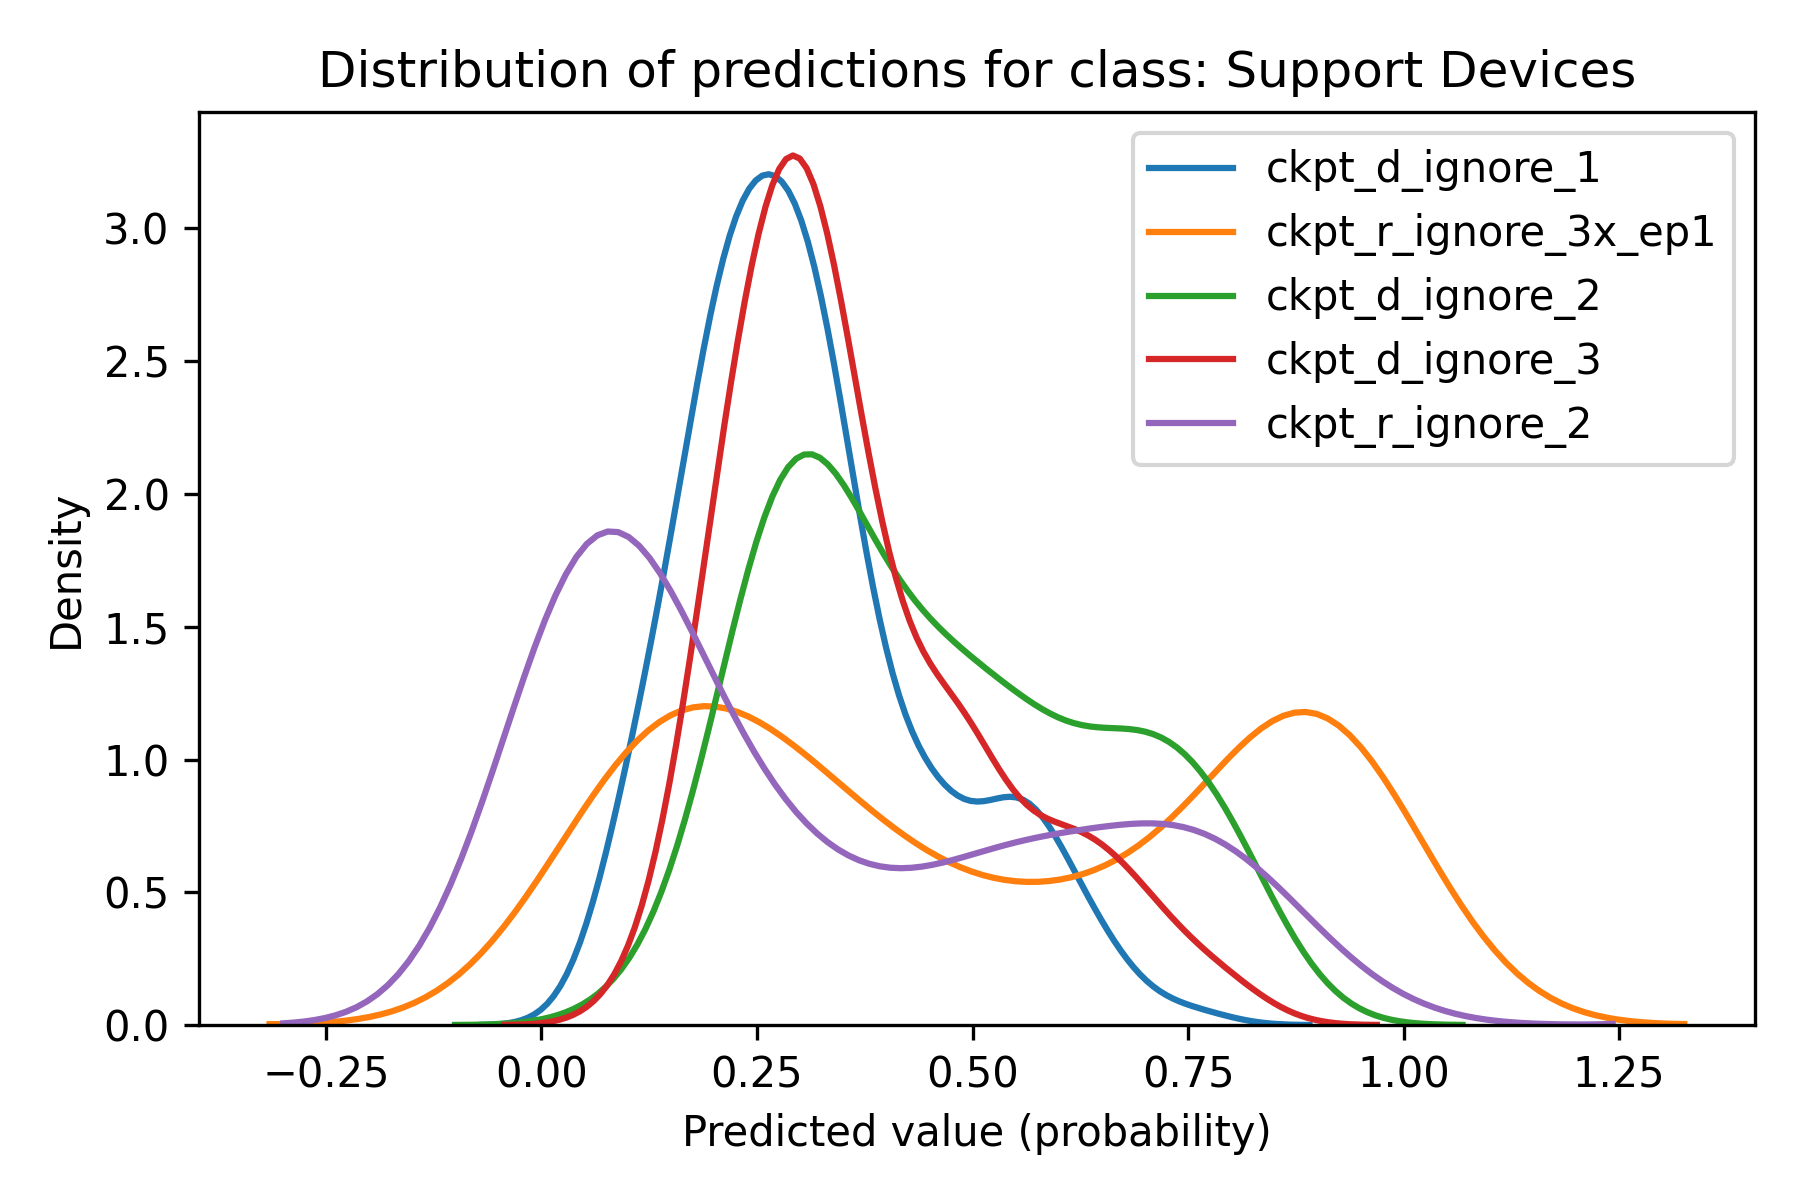 Distribution of predictions for class: Support Devices
ckpt_d_ignore_1
ckpt_r_ignore_3x_ep1
ckpt_d_ignore_2
ckpt_d_ignore_3
ckpt_r_ignore_2
Density
3.0
2.5
2.0
1.5
1.0
0.5
0.0
−0.25 0.00 0.25 0.50 0.75 1.00 1.25
Predicted value (probability)